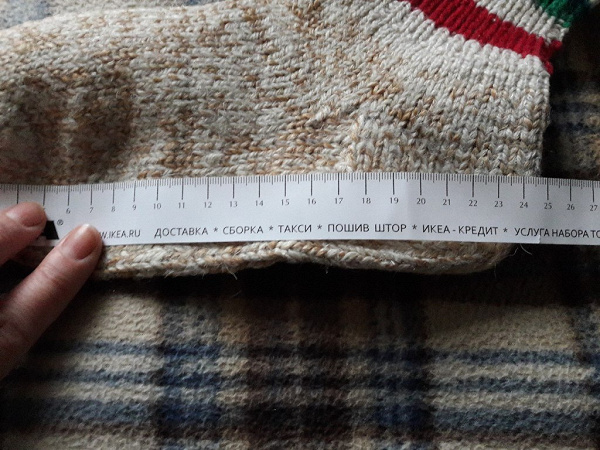 6 7 8 9 10 11 12 13 14 15 16 17 18 19 20 21 22 23 24 25 26 27
® W.IKEA.RU ДОСТАВКА * СБОРКА * ТАКСИ * ПОШИВ ШТОР * ИКЕА - КРЕДИТ * УСЛУГА НАБОРА ТО